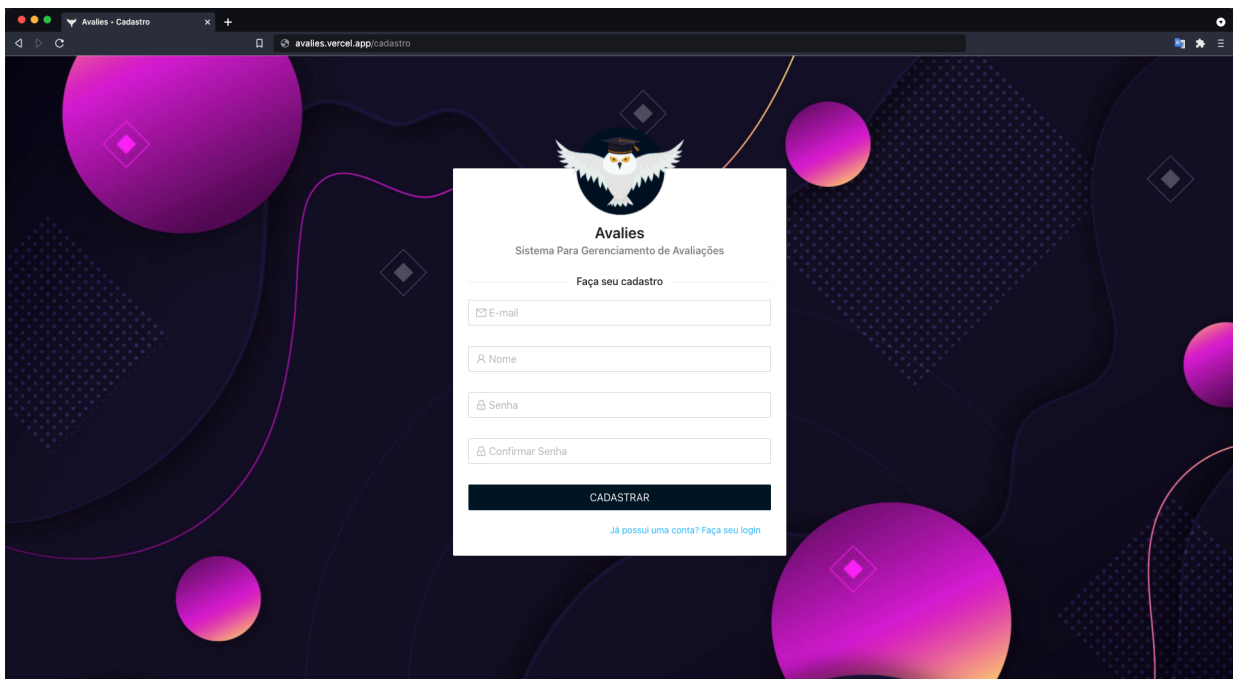 Avalies - Cadastro
avalies.vercel.app/cadastro
Avalies
Sistema Para Gerenciamento de Avaliações
Faça seu cadastro
E-mail
Nome
Senha
Confirmar Senha
CADASTRAR
Já possui uma conta? Faça seu login